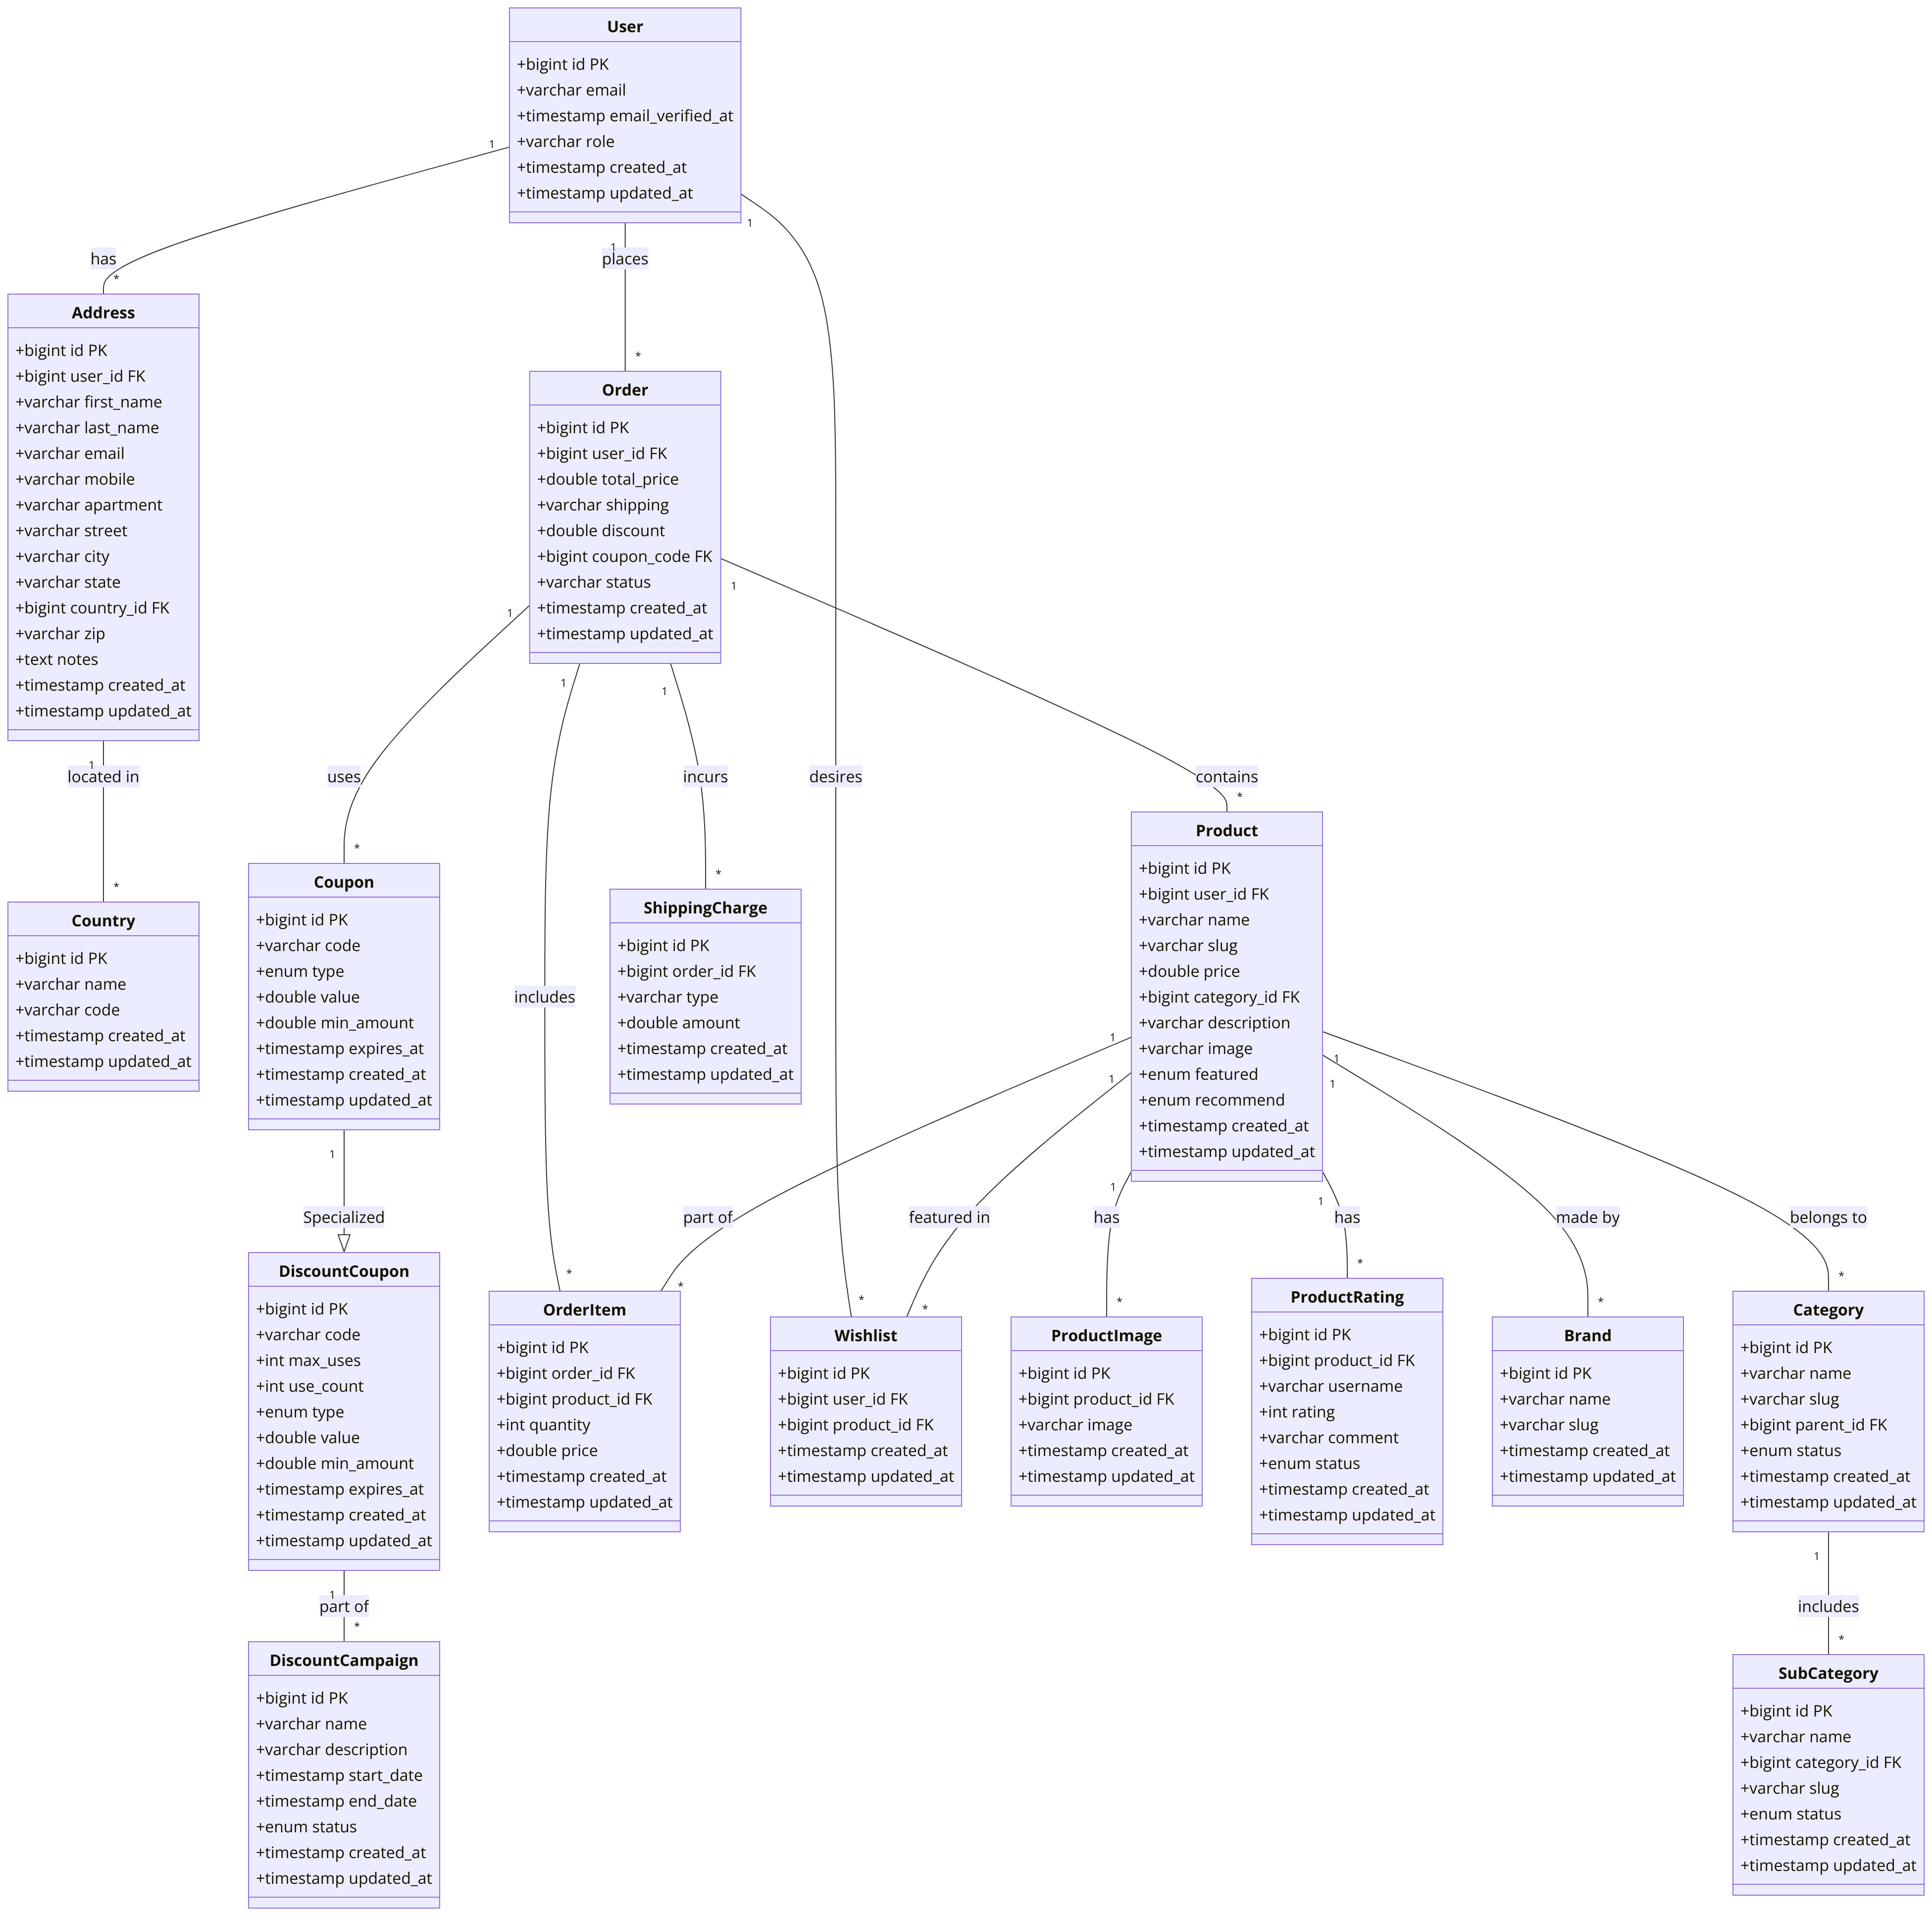 User
+bigint id PK
+varchar email
+timestamp email_verified_at
+varchar role
+timestamp created_at
+timestamp updated_at
1
1
1
has
*
places
*
Address
+bigint id PK
+bigint user_id FK
+varchar first_name
+varchar last_name
+varchar email
+varchar mobile
+varchar apartment
+varchar street
+varchar city
+varchar state
+bigint country_id FK
+varchar zip
+text notes
+timestamp created_at
+timestamp updated_at
Order
+bigint id PK
+bigint user_id FK
+double total_price
+varchar shipping
+double discount
+bigint coupon_code FK
+varchar status
+timestamp created_at
+timestamp updated_at
1
1
1
1
1
located in
*
uses
*
incurs
*
desires
contains
*
Country
+bigint id PK
+varchar name
+varchar code
+timestamp created_at
+timestamp updated_at
Coupon
+bigint id PK
+varchar code
+enum type
+double value
+double min_amount
+timestamp expires_at
+timestamp created_at
+timestamp updated_at
includes
ShippingCharge
+bigint id PK
+bigint order_id FK
+varchar type
+double amount
+timestamp created_at
+timestamp updated_at
Product
+bigint id PK
+bigint user_id FK
+varchar name
+varchar slug
+double price
+bigint category_id FK
+varchar description
+varchar image
+enum featured
+enum recommend
+timestamp created_at
+timestamp updated_at
1
1
1
1
1
1
1
Specialized
part of
featured in
has
has
made by
belongs to
*
*
*
*
*
*
*
*
DiscountCoupon
+bigint id PK
+varchar code
+int max_uses
+int use_count
+enum type
+double value
+double min_amount
+timestamp expires_at
+timestamp created_at
+timestamp updated_at
OrderItem
+bigint id PK
+bigint order_id FK
+bigint product_id FK
+int quantity
+double price
+timestamp created_at
+timestamp updated_at
Wishlist
+bigint id PK
+bigint user_id FK
+bigint product_id FK
+timestamp created_at
+timestamp updated_at
ProductImage
+bigint id PK
+bigint product_id FK
+varchar image
+timestamp created_at
+timestamp updated_at
ProductRating
+bigint id PK
+bigint product_id FK
+varchar username
+int rating
+varchar comment
+enum status
+timestamp created_at
+timestamp updated_at
Brand
+bigint id PK
+varchar name
+varchar slug
+timestamp created_at
+timestamp updated_at
Category
+bigint id PK
+varchar name
+varchar slug
+bigint parent_id FK
+enum status
+timestamp created_at
+timestamp updated_at
1
part of
*
1
includes
*
DiscountCampaign
+bigint id PK
+varchar name
+varchar description
+timestamp start_date
+timestamp end_date
+enum status
+timestamp created_at
+timestamp updated_at
SubCategory
+bigint id PK
+varchar name
+bigint category_id FK
+varchar slug
+enum status
+timestamp created_at
+timestamp updated_at